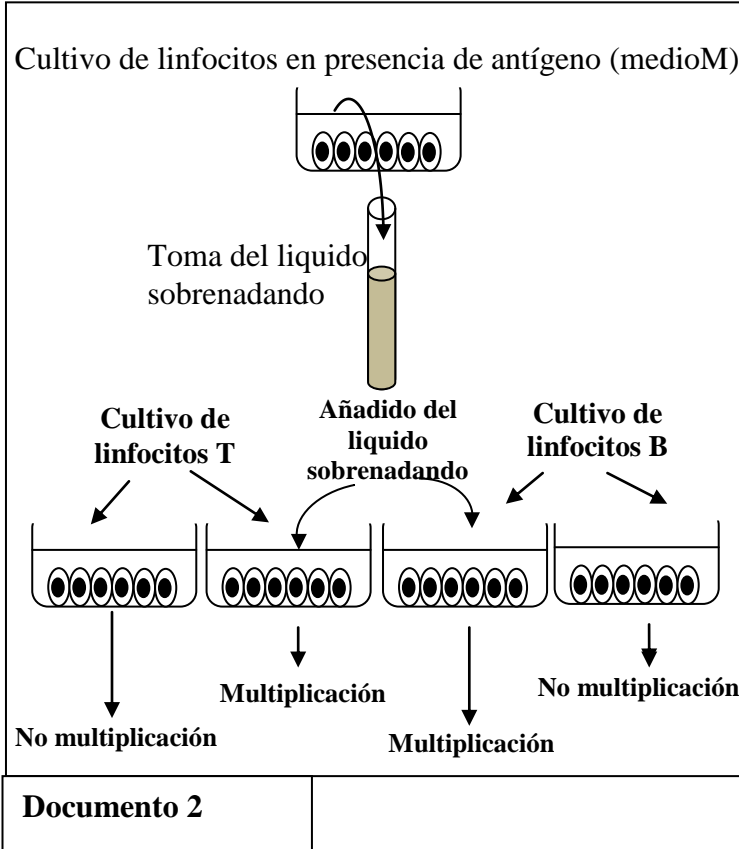 Cultivo de linfocitos en presencia de antígeno (medioM)
Toma del liquido
sobrenadando
Cultivo de
linfocitos T
Añadido del
liquido
sobrenadando
Cultivo de
linfocitos B
No multiplicación
Multiplicación
Multiplicación
No multiplicación
Documento 2